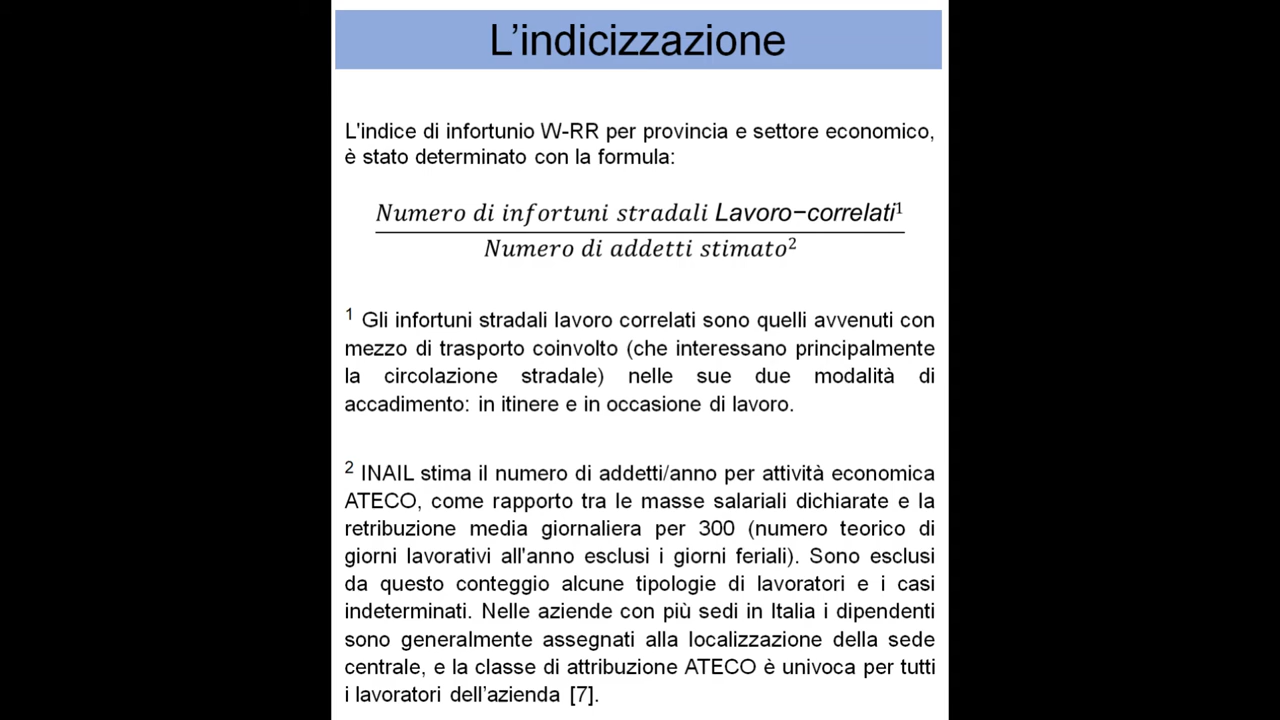 L’indicizzazione
L'indice di infortunio W-RR per provincia e settore economico,
è stato determinato con la formula:
Numero di infortuni stradali Lavoro−correlati¹
Numero di addetti stimato²
¹ Gli infortuni stradali lavoro correlati sono quelli avvenuti con
mezzo di trasporto coinvolto (che interessano principalmente
la circolazione stradale) nelle sue due modalità di
accadimento: in itinere e in occasione di lavoro.
² INAIL stima il numero di addetti/anno per attività economica
ATECO, come rapporto tra le masse salariali dichiarate e la
retribuzione media giornaliera per 300 (numero teorico di
giorni lavorativi all'anno esclusi i giorni feriali). Sono esclusi
da questo conteggio alcune tipologie di lavoratori e i casi
indeterminati. Nelle aziende con più sedi in Italia i dipendenti
sono generalmente assegnati alla localizzazione della sede
centrale, e la classe di attribuzione ATECO è univoca per tutti
i lavoratori dell’azienda [7].